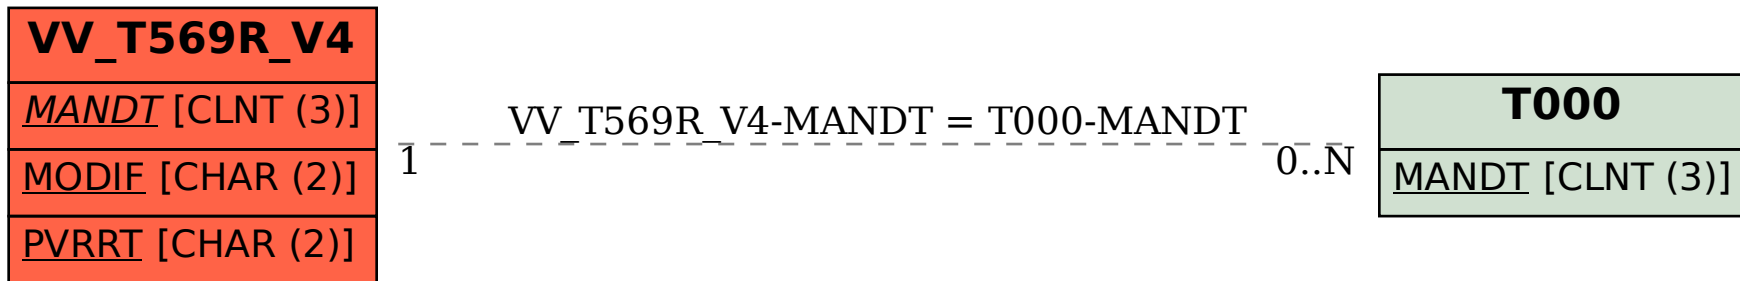 VV_T569R_V4
MANDT [CLNT (3)]
MODIF [CHAR (2)]
PVRRT [CHAR (2)]
VV_T569R_V4-MANDT = T000-MANDT
1
0..N
T000
MANDT [CLNT (3)]